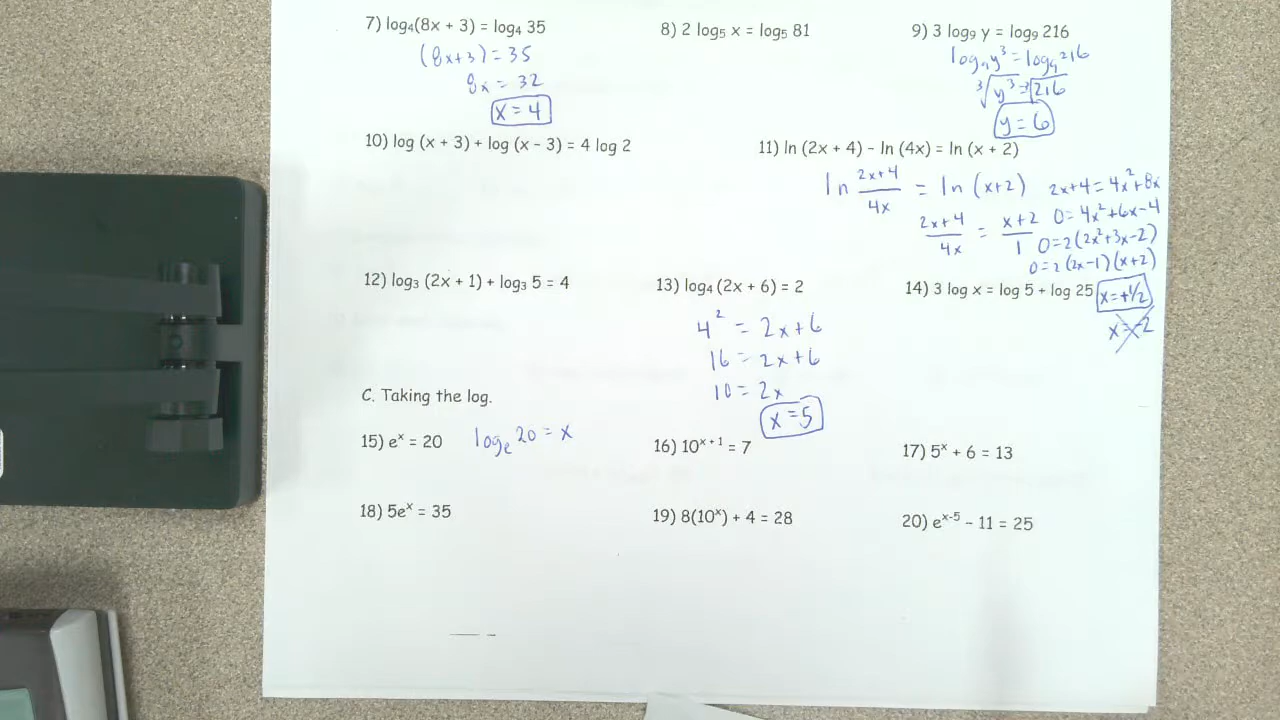 7) log₄(8x + 3) = log₄ 35
(8x+3) = 35
8x = 32
x = 4
8) 2 log₅ x = log₅ 81
9) 3 log₉ y = log₉ 216
log₉y³ = log₉216
∛y³ = ³√216
y = 6
10) log (x + 3) + log (x - 3) = 4 log 2
11) ln (2x + 4) - ln (4x) = ln (x + 2)
ln (2x+4)/(4x) = ln (x+2)
(2x+4)/(4x) = (x+2)/1
2x+4 = 4x²+8x
0 = 4x²+6x-4
0=2(2x²+3x-2)
0=2(2x-1)(x+2)
x=+1/2
x=-2
12) log₃ (2x + 1) + log₃ 5 = 4
13) log₄ (2x + 6) = 2
4² = 2x+6
16 = 2x+6
10 = 2x
x = 5
14) 3 log x = log 5 + log 25
C. Taking the log.
15) eˣ = 20
logₑ20 = x
16) 10ˣ ⁺ ¹ = 7
17) 5ˣ + 6 = 13
18) 5eˣ = 35
19) 8(10ˣ) + 4 = 28
20) eˣ⁻⁵ - 11 = 25